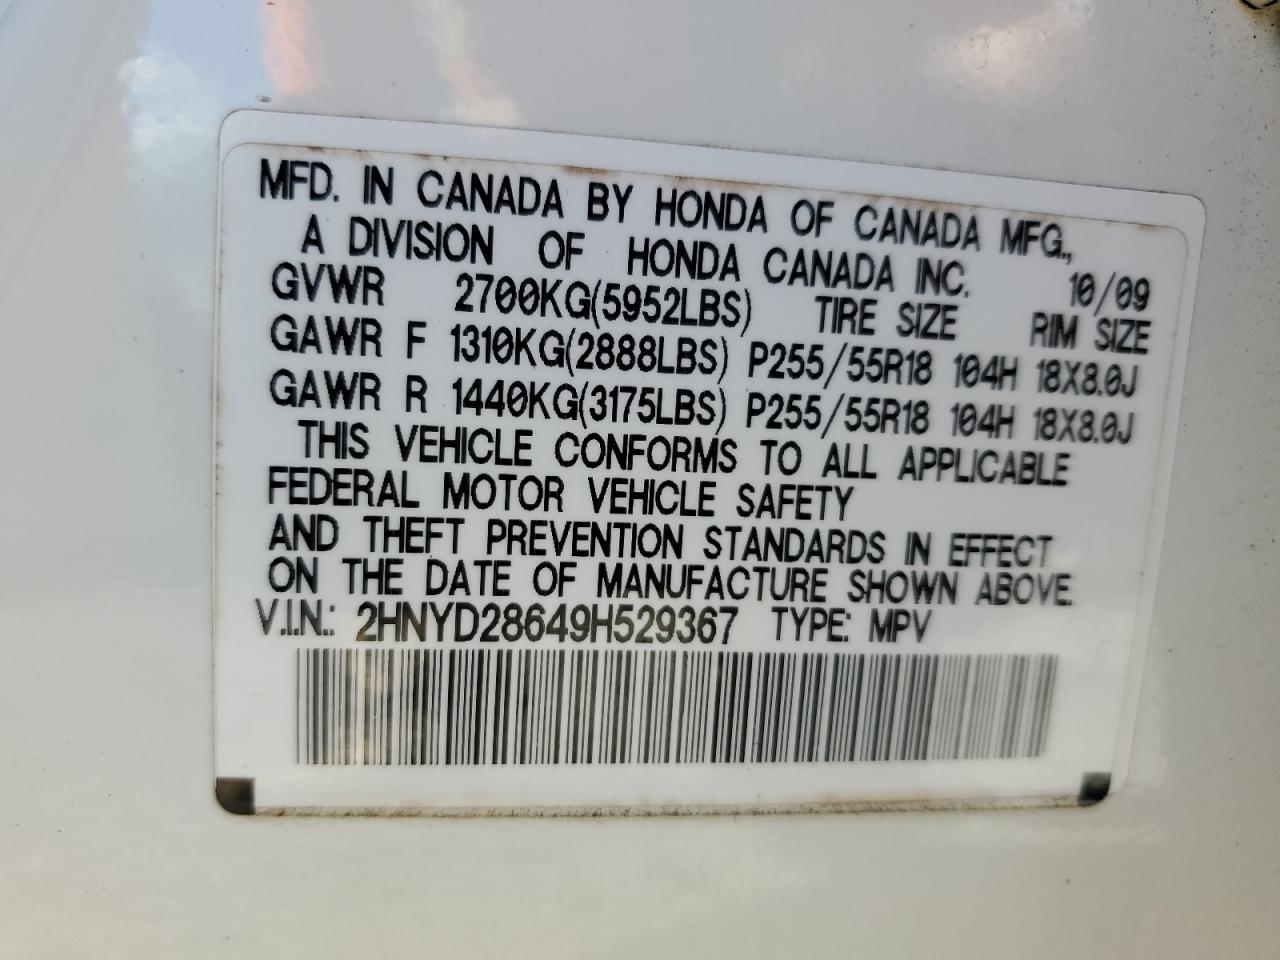 MFD. IN CANADA BY HONDA OF CANADA MFG.,
A DIVISION OF HONDA CANADA INC. 10/09
GVWR 2700KG(5952LBS) TIRE SIZE RIM SIZE
GAWR F 1310KG(2888LBS) P255/55R18 104H 18X8.0J
GAWR R 1440KG(3175LBS) P255/55R18 104H 18X8.0J
THIS VEHICLE CONFORMS TO ALL APPLICABLE
FEDERAL MOTOR VEHICLE SAFETY
AND THEFT PREVENTION STANDARDS IN EFFECT
ON THE DATE OF MANUFACTURE SHOWN ABOVE.
V.I.N.: 2HNYD28649H529367 TYPE: MPV